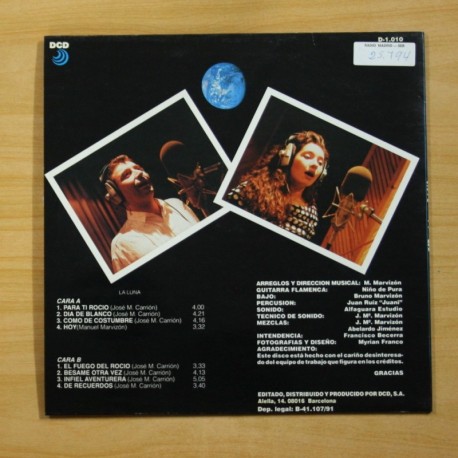 DCD
D-1.010
25.794
LA LUNA
CARA A
1. PARA TI ROCIO (José M. Carrión) 4.00
2. DIA DE BLANCO (José M. Carrión) 4.21
3. COMO DE COSTUMBRE (José M. Carrión) 4.16
4. HOY (Manuel Marvizón) 3.32
CARA B
1. EL FUEGO DEL ROCIO (José M. Carrión) 3.33
2. BESAME OTRA VEZ (José M. Carrión) 4.13
3. INFIEL AVENTURERA (José M. Carrión) 5.05
4. DE RECUERDOS (José M. Carrión) 3.40
ARREGLOS Y DIRECCION MUSICAL: M. Marvizón
GUITARRA FLAMENCA: Niño de Pura
BAJO: Bruno Marvizón
PERCUSION: Juan Ruiz "Juani"
SONIDO: Alfaguara Estudio
TECNICO DE SONIDO: J. Mª. Marvizán
MEZCLAS: J. Mª. Marvizán
Abelardo Jiménez
INTENDENCIA: Francisco Becerra
FOTOGRAFIAS Y DISEÑO: Myrian Franco
AGRADECIMIENTO:
Este disco está hecho con el cariño desinteresa-
do del equipo de trabajo que figura en los créditos.
GRACIAS
EDITADO, DISTRIBUIDO Y PRODUCIDO POR DCD, S.A.
Alella, 14. 08016 Barcelona
Dep. legal: B-41.107/91